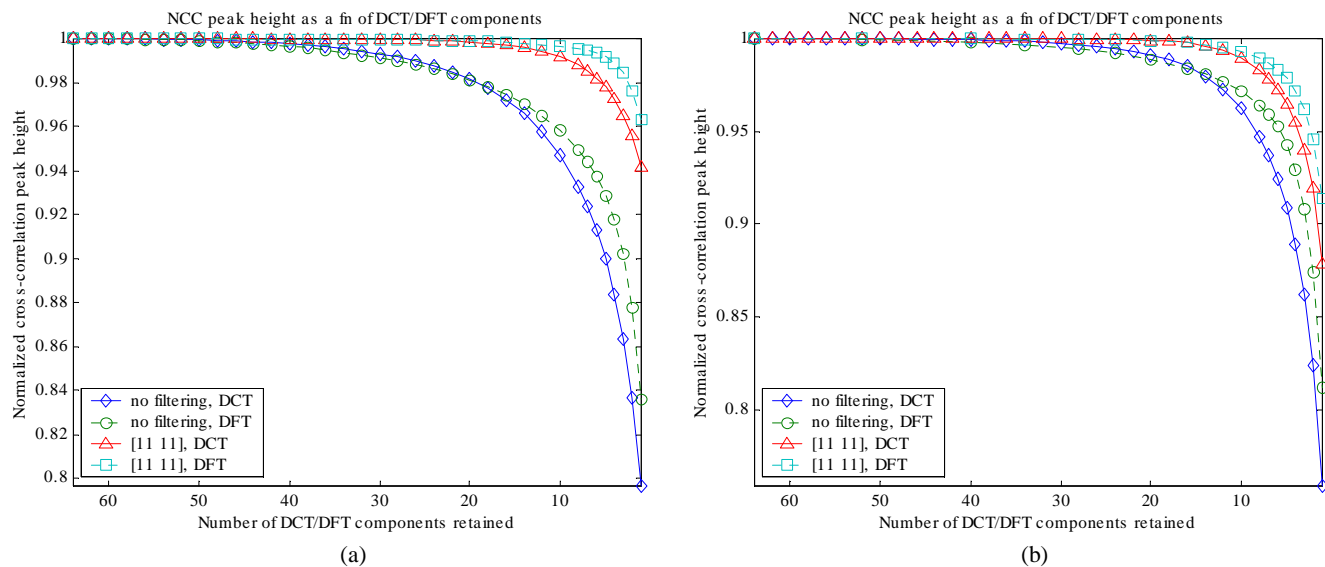 NCC peak height as a fn of DCT/DFT components
Normalized cross-correlation peak height
1
0.98
0.96
0.94
0.92
0.9
0.88
0.86
0.84
0.82
0.8
no filtering, DCT
no filtering, DFT
[11 11], DCT
[11 11], DFT
60 50 40 30 20 10
Number of DCT/DFT components retained
(a)
NCC peak height as a fn of DCT/DFT components
Normalized cross-correlation peak height
1
0.95
0.9
0.85
0.8
no filtering, DCT
no filtering, DFT
[11 11], DCT
[11 11], DFT
60 50 40 30 20 10
Number of DCT/DFT components retained
(b)